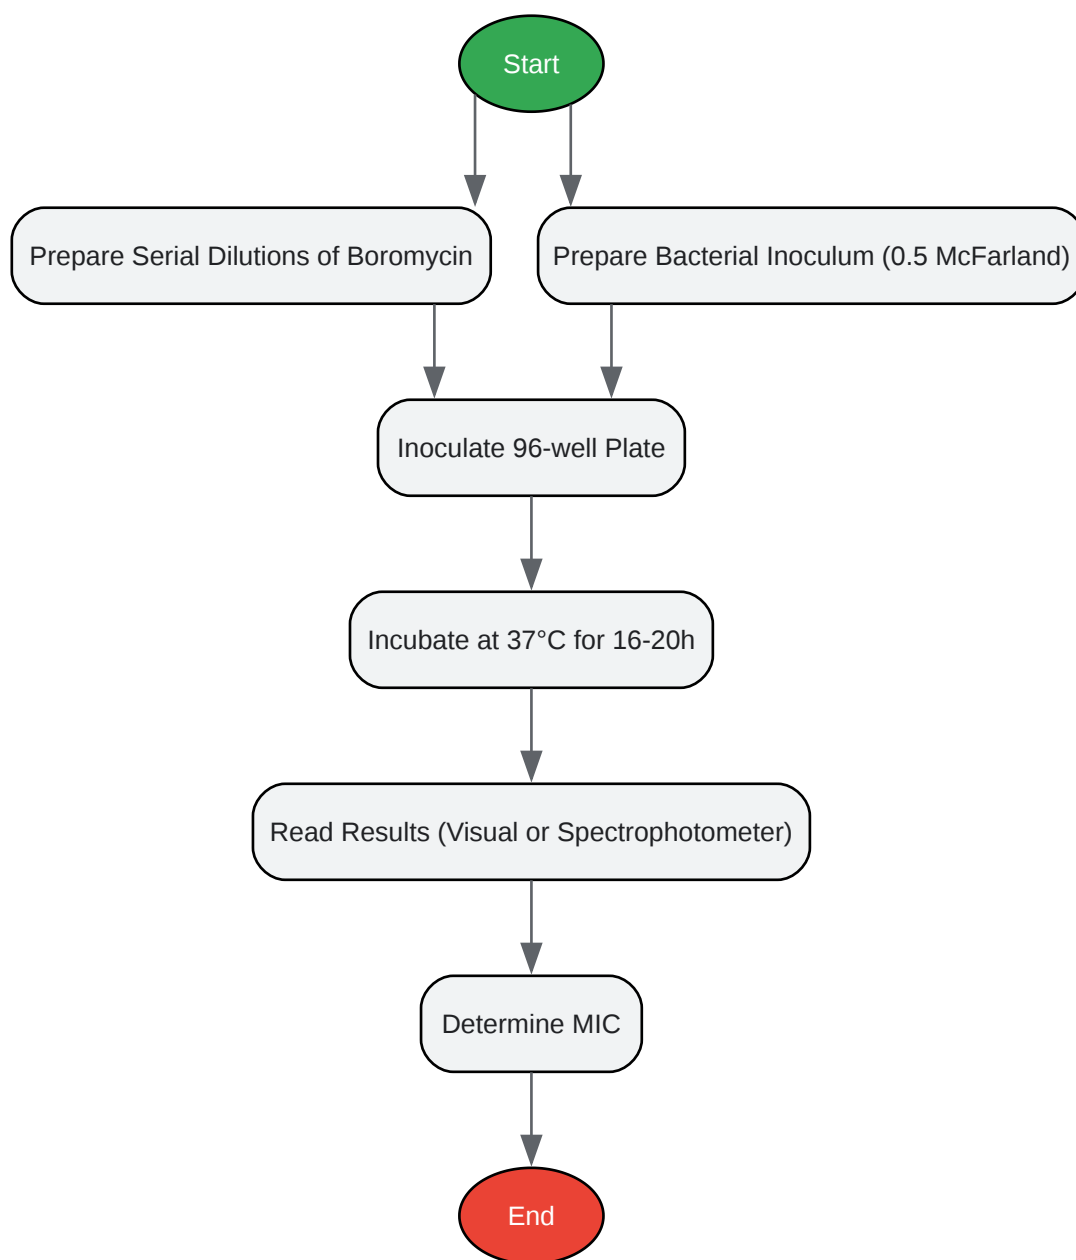 Start
Prepare Serial Dilutions of Boromycin
Prepare Bacterial Inoculum (0.5 McFarland)
Inoculate 96-well Plate
Incubate at 37°C for 16-20h
Read Results (Visual or Spectrophotometer)
Determine MIC
End